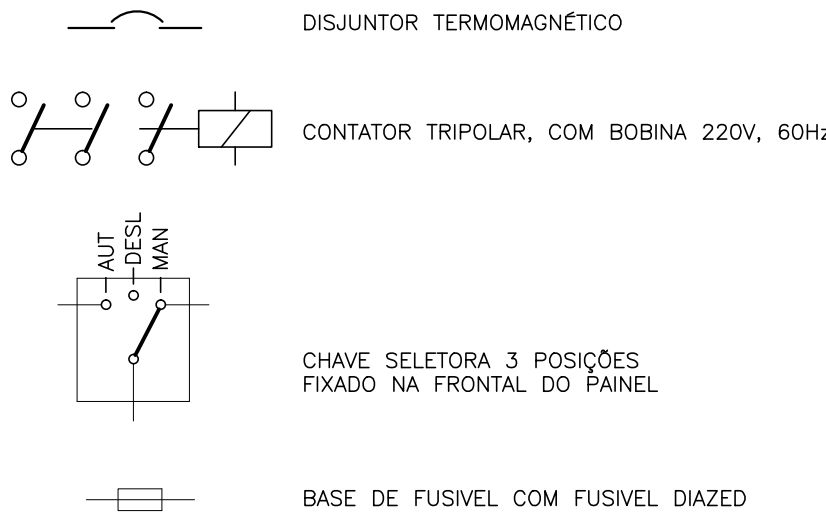 DISJUNTOR TERMOMAGNÉTICO
CONTATOR TRIPOLAR, COM BOBINA 220V, 60Hz
AUT
DESL
MAN
CHAVE SELETORA 3 POSIÇÕES
FIXADO NA FRONTAL DO PAINEL
BASE DE FUSIVEL COM FUSIVEL DIAZED